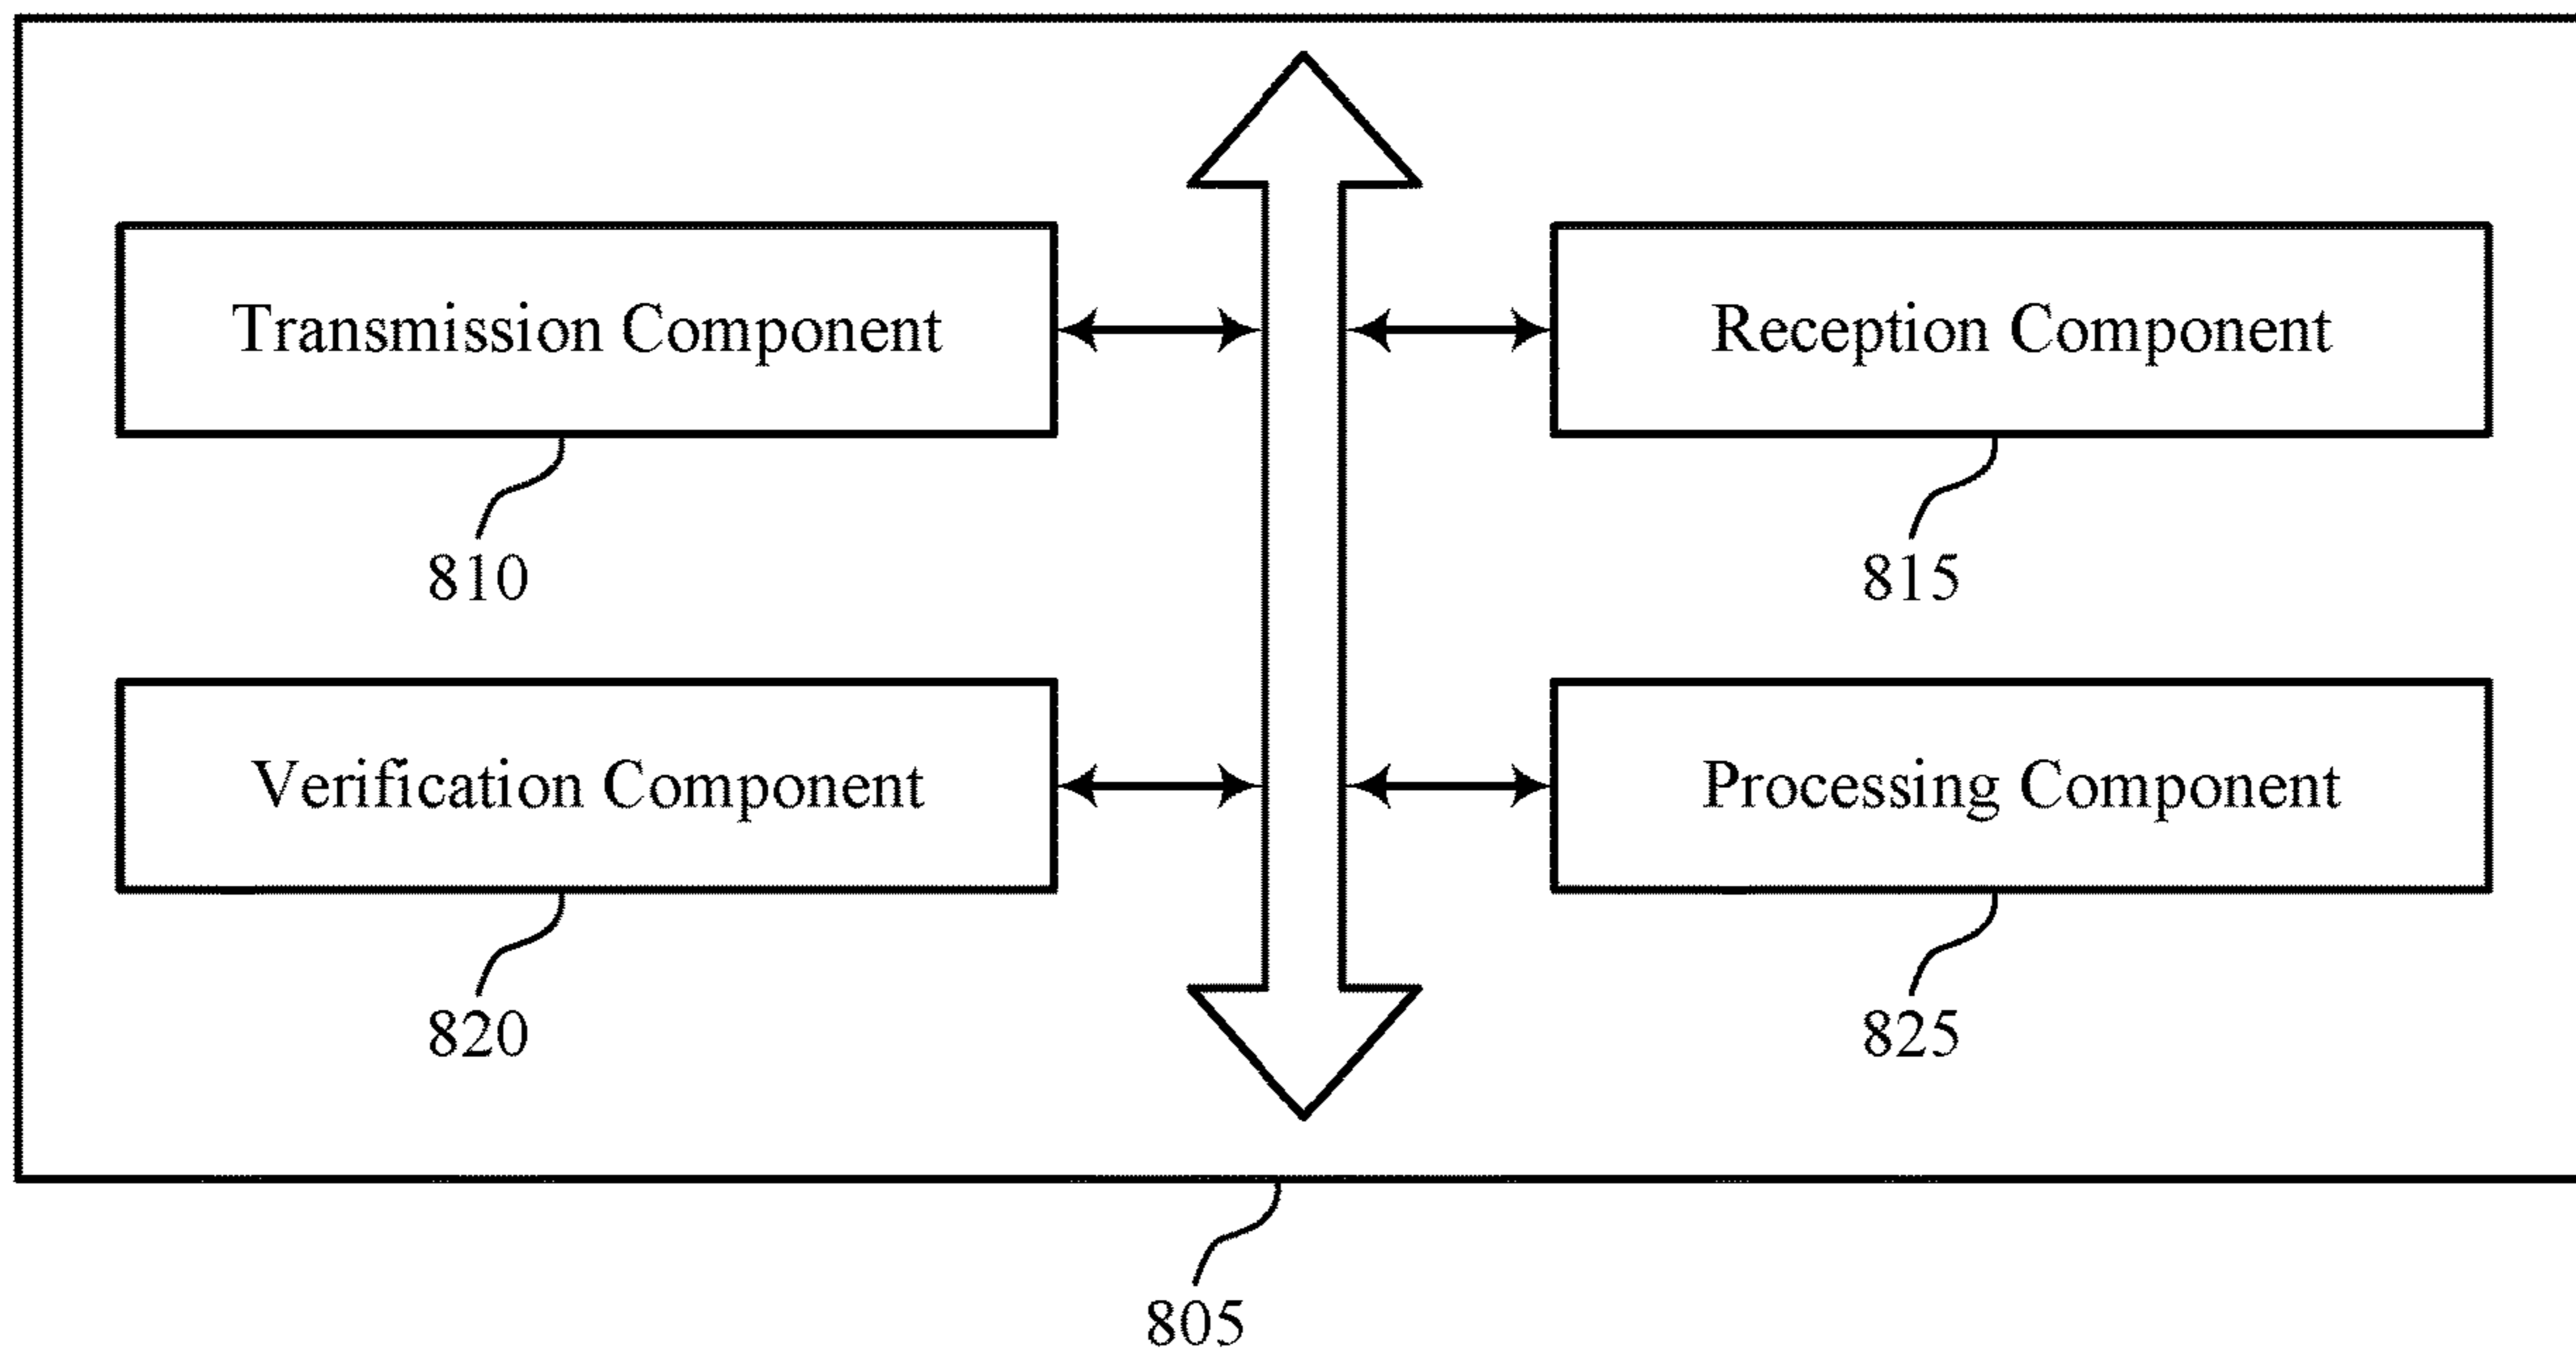 Transmission Component
Reception Component
810
815
Verification Component
Processing Component
820
825
805